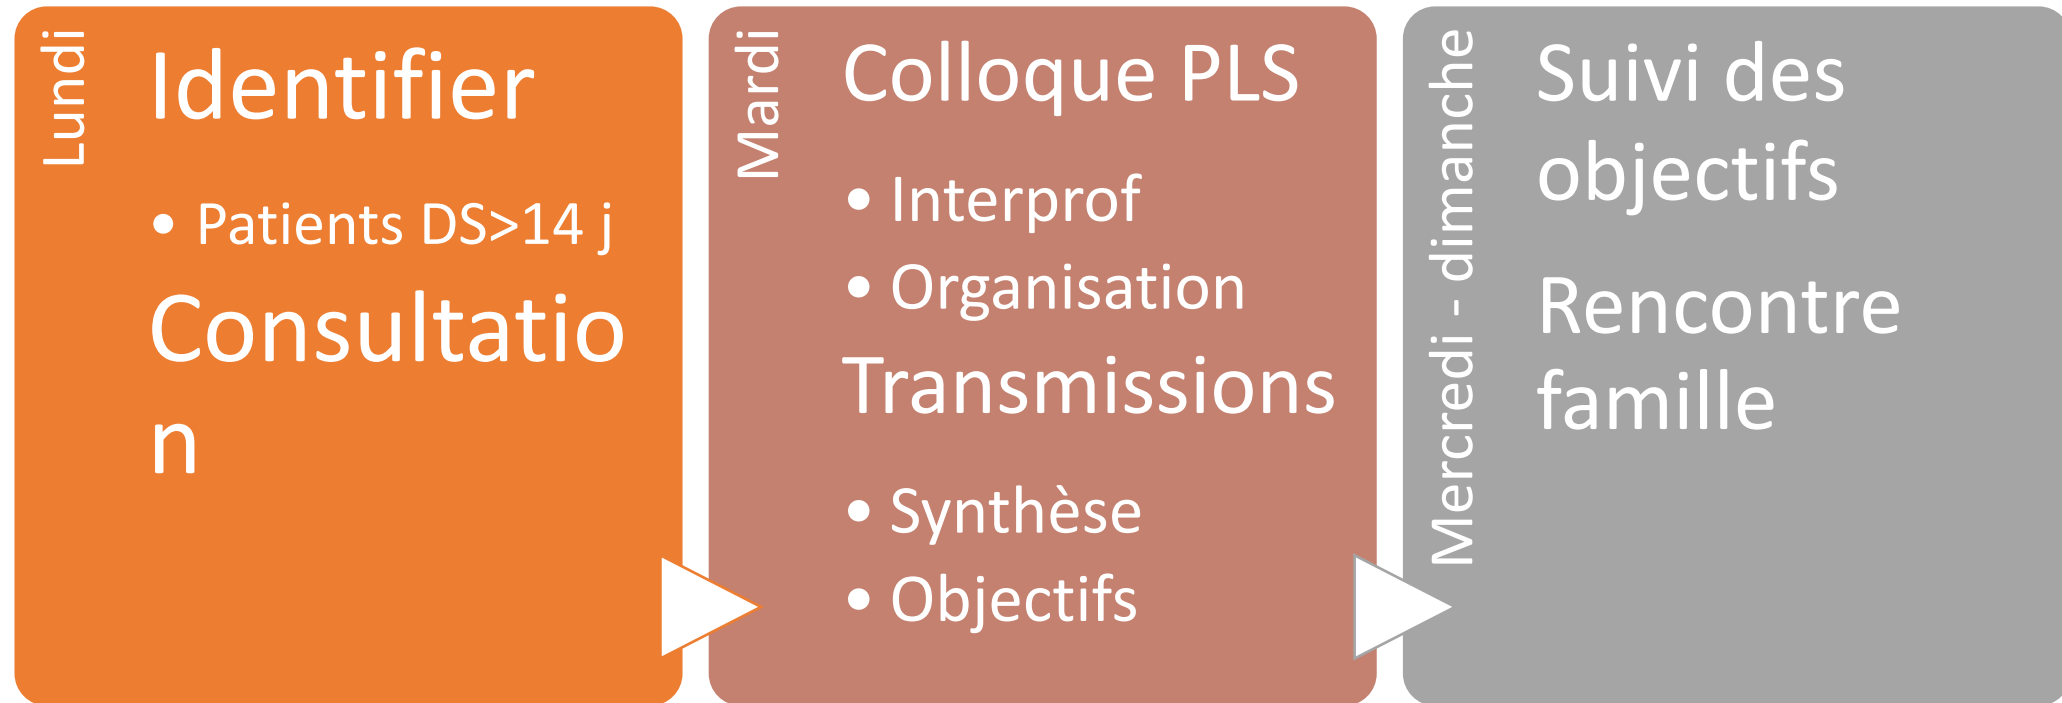 Lundi
Identifier
• Patients DS>14 j
Consultatio
n
Mardi
Colloque PLS
• Interprof
• Organisation
Transmissions
• Synthèse
• Objectifs
Mercredi - dimanche
Suivi des
objectifs
Rencontre
famille